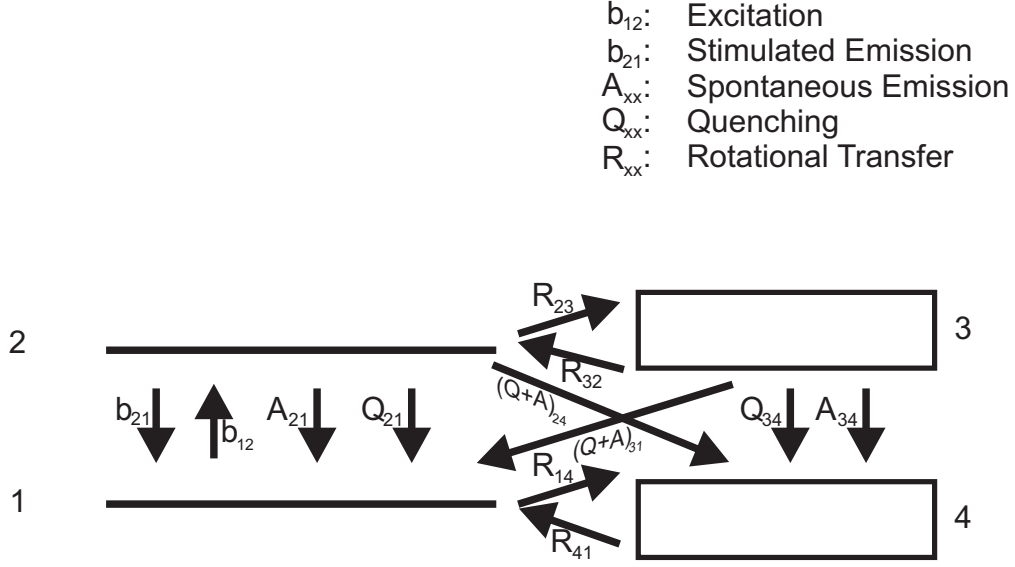 b₁₂: Excitation
b₂₁: Stimulated Emission
Aₓₓ: Spontaneous Emission
Qₓₓ: Quenching
Rₓₓ: Rotational Transfer
R₂₃
2
3
R₃₂
(Q+A)₂₄
b₂₁
b₁₂
A₂₁
Q₂₁
Q₃₄
A₃₄
(Q+A)₃₁
R₁₄
1
4
R₄₁